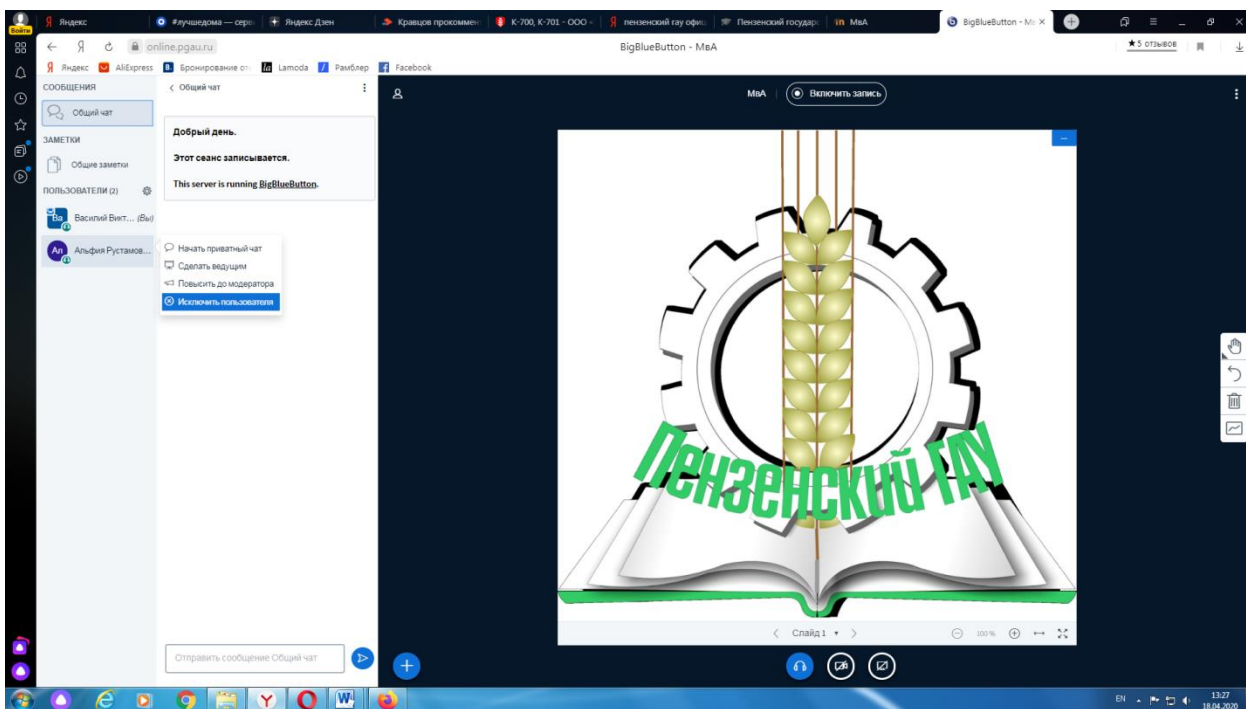 Войти
Яндекс
#лучшедома — серв
Яндекс Дзен
Кравцов прокоммен
К-700, К-701 - ООО «
пензенский гау офиц
Пензенский государс
МвА
BigBlueButton - Мв
online.pgau.ru
BigBlueButton - МвА
★5 отзывов
Яндекс
AliExpress
Бронирование от
Lamoda
Рамблер
Facebook
СООБЩЕНИЯ
Общий чат
ЗАМЕТКИ
Общие заметки
ПОЛЬЗОВАТЕЛИ (2)
Ва
Василий Викт... (Вы)
Ал
Альфия Рустамов...
Общий чат
Добрый день.
Этот сеанс записывается.
This server is running BigBlueButton.
Начать приватный чат
Сделать ведущим
Повысить до модератора
Исключить пользователя
Отправить сообщение Общий чат
МвА
Включить запись
Пензенский ГАУ
Слайд 1
100%
EN
13:27
18.04.2020